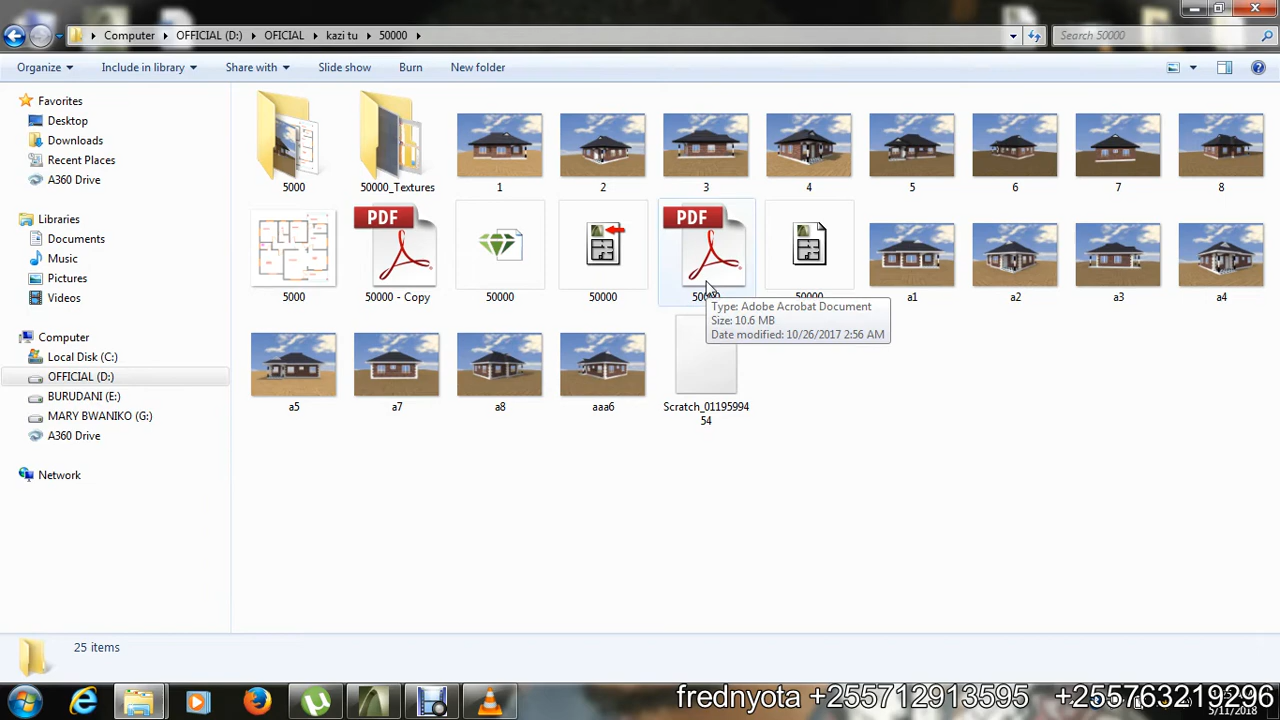 Computer ▸ OFFICIAL (D:) ▸ OFICIAL ▸ kazi tu ▸ 50000 ▸
Search 50000
Organize
Include in library
Share with
Slide show
Burn
New folder
Favorites
Desktop
Downloads
Recent Places
A360 Drive
Libraries
Documents
Music
Pictures
Videos
Computer
Local Disk (C:)
OFFICIAL (D:)
BURUDANI (E:)
MARY BWANIKO (G:)
A360 Drive
Network
5000
50000_Textures
1
2
3
4
5
6
7
8
PDF
PDF
5000
50000 - Copy
50000
50000
50000
a1
a2
a3
a4
Type: Adobe Acrobat Document
Size: 10.6 MB
Date modified: 10/26/2017 2:56 AM
a5
a7
a8
aaa6
Scratch_01195994
54
25 items
frednyota +255712913595 +255763219296
5/11/2018